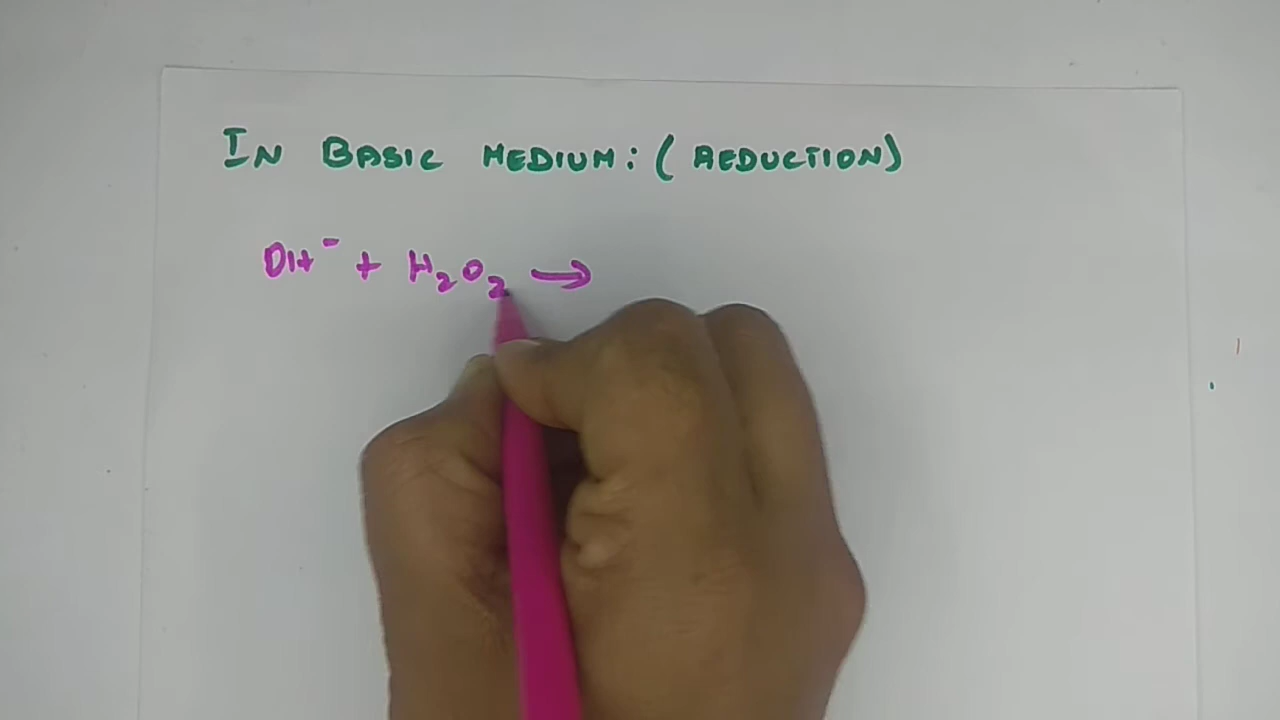 IN BASIC MEDIUM: (REDUCTION)
OH⁻ + H₂O₂ →